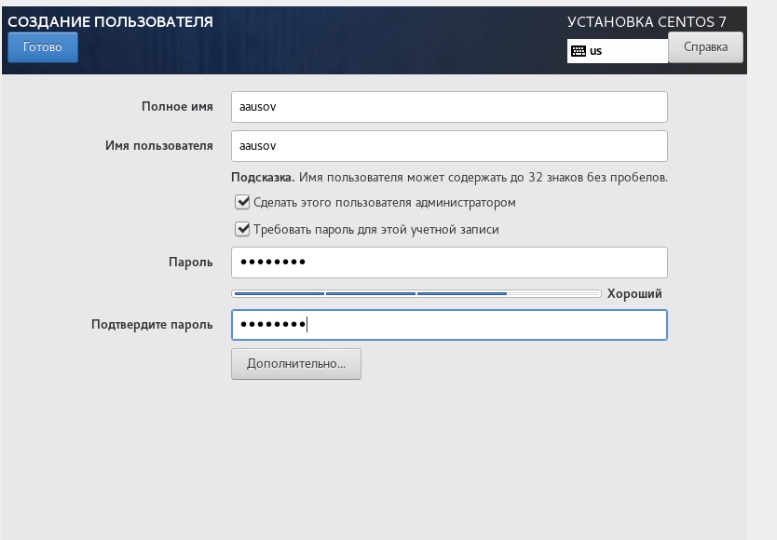 СОЗДАНИЕ ПОЛЬЗОВАТЕЛЯ
УСТАНОВКА CENTOS 7
Готово
us
Справка
Полное имя
aausov
Имя пользователя
aausov
Подсказка. Имя пользователя может содержать до 32 знаков без пробелов.
Сделать этого пользователя администратором
Требовать пароль для этой учетной записи
Пароль
••••••••
Хороший
Подтвердите пароль
••••••••
Дополнительно...